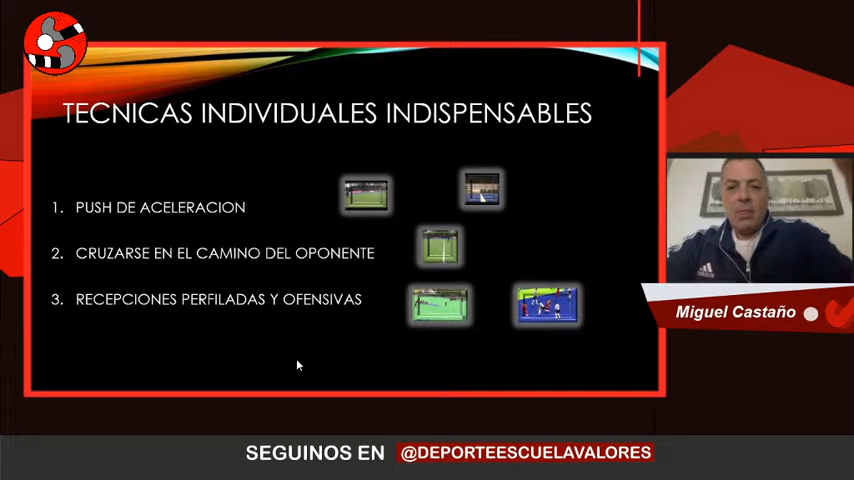 TECNICAS INDIVIDUALES INDISPENSABLES
1. PUSH DE ACELERACION
2. CRUZARSE EN EL CAMINO DEL OPONENTE
3. RECEPCIONES PERFILADAS Y OFENSIVAS
adidas
Miguel Castaño
SEGUINOS EN @DEPORTEESCUELAVALORES